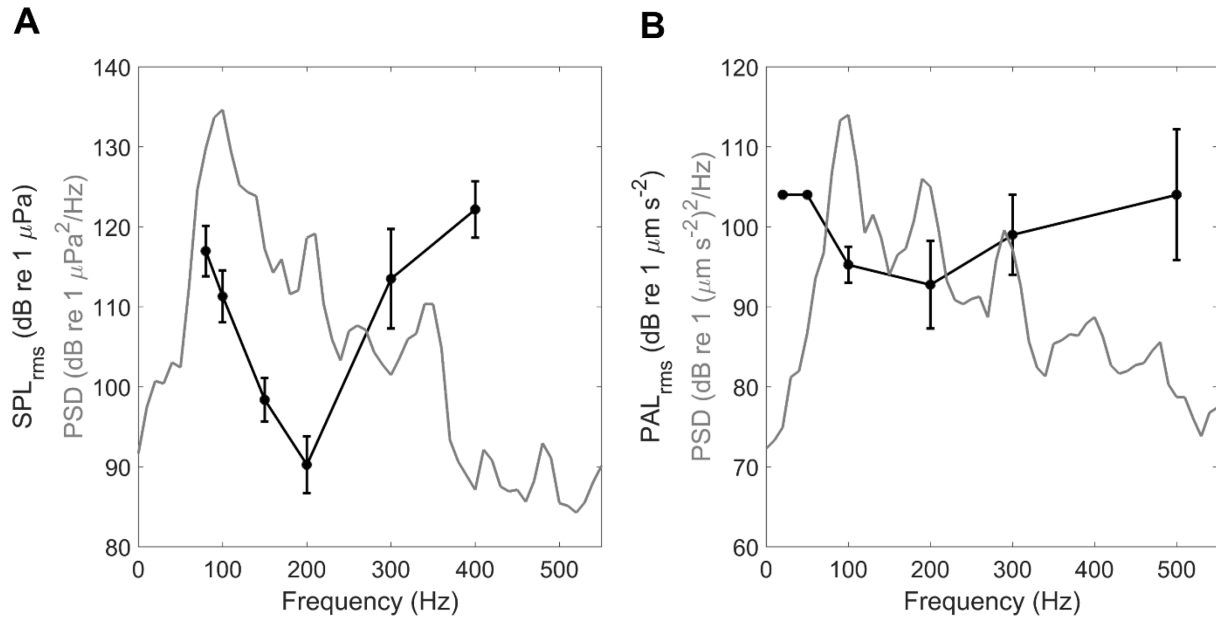 A
SPL_rms (dB re 1 μPa)
PSD (dB re 1 μPa²/Hz)
140
130
120
110
100
90
80
0 100 200 300 400 500
Frequency (Hz)
B
PAL_rms (dB re 1 μm s⁻²)
PSD (dB re 1 (μm s⁻²)²/Hz)
120
110
100
90
80
70
60
0 100 200 300 400 500
Frequency (Hz)